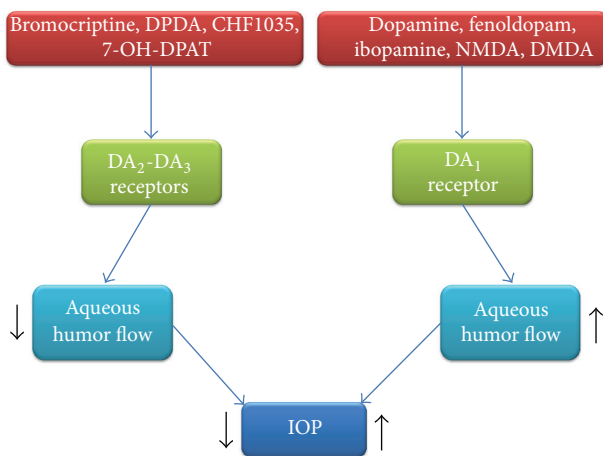 Bromocriptine, DPDA, CHF1035,
7-OH-DPAT
Dopamine, fenoldopam,
ibopamine, NMDA, DMDA
DA₂-DA₃
receptors
DA₁
receptor
↓
Aqueous
humor flow
Aqueous
humor flow
↑
↓ IOP ↑